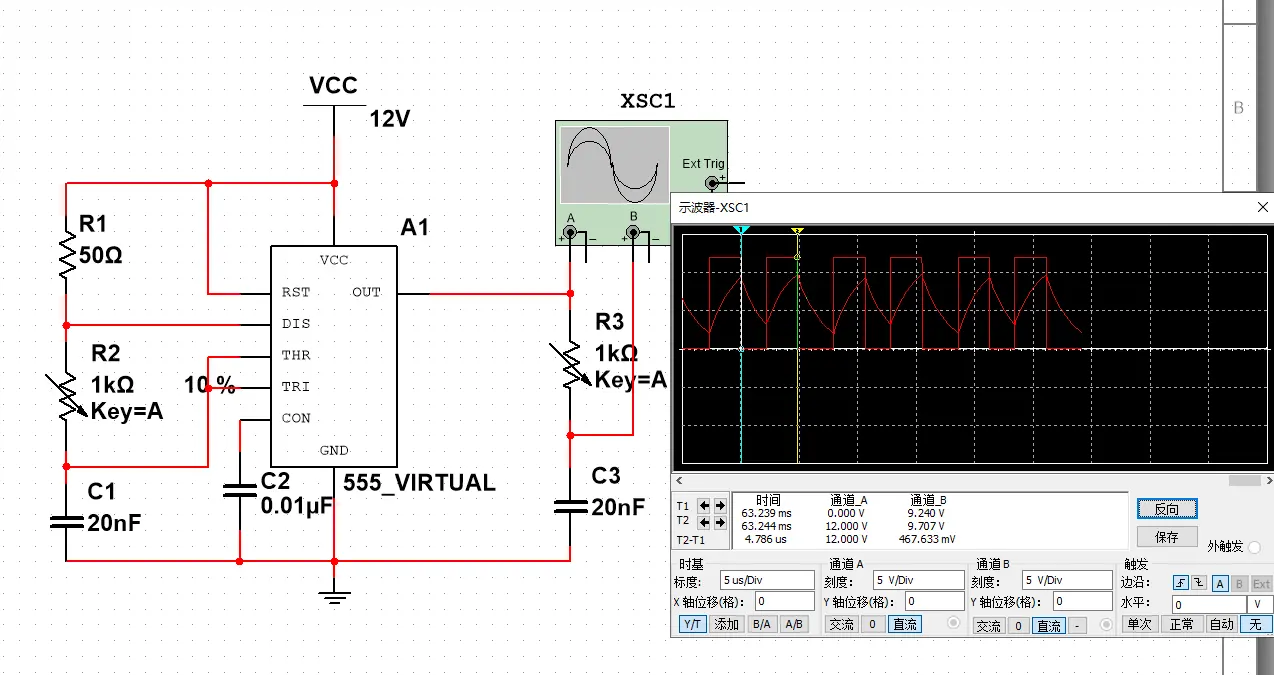 VCC
12V
XSC1
Ext Trig
+
A
B
+
−
+
−
B
R1
50Ω
A1
VCC
RST
OUT
DIS
THR
TRI
CON
GND
R2
1kΩ
10 %
Key=A
R3
1kΩ
Key=A
C1
20nF
C2
0.01µF
555_VIRTUAL
C3
20nF
示波器-XSC1
1
2
时间
通道_A
通道_B
T1
63.239 ms
0.000 V
9.240 V
T2
63.244 ms
12.000 V
9.707 V
T2-T1
4.786 us
12.000 V
467.633 mV
反向
保存
外触发
时基
标度:
5 us/Div
X 轴位移(格):
0
Y/T
添加
B/A
A/B
通道 A
刻度:
5 V/Div
Y 轴位移(格):
0
交流
0
直流
通道 B
刻度:
5 V/Div
Y 轴位移(格):
0
交流
0
直流
-
触发
边沿:
A
B
Ext
水平:
0
V
单次
正常
自动
无